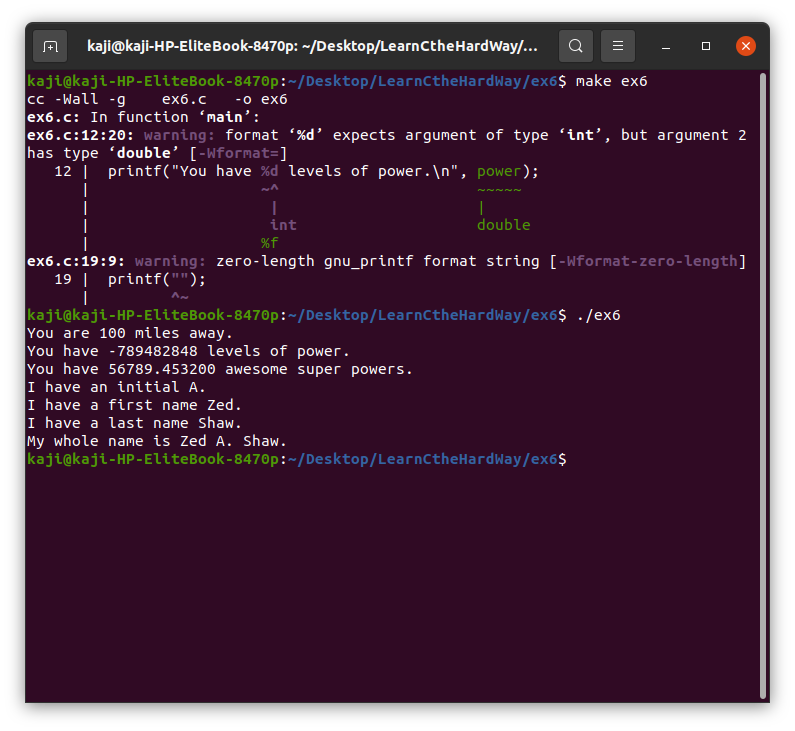 kaji@kaji-HP-EliteBook-8470p: ~/Desktop/LearnCtheHardWay/...
kaji@kaji-HP-EliteBook-8470p:~/Desktop/LearnCtheHardWay/ex6$ make ex6
cc -Wall -g    ex6.c   -o ex6
ex6.c: In function ‘main’:
ex6.c:12:20: warning: format ‘%d’ expects argument of type ‘int’, but argument 2
has type ‘double’ [-Wformat=]
   12 |  printf("You have %d levels of power.\n", power);
      |                   ~^                      ~~~~~
      |                    |                      |
      |                    int                    double
      |                   %f
ex6.c:19:9: warning: zero-length gnu_printf format string [-Wformat-zero-length]
   19 |  printf("");
      |         ^~
kaji@kaji-HP-EliteBook-8470p:~/Desktop/LearnCtheHardWay/ex6$ ./ex6
You are 100 miles away.
You have -789482848 levels of power.
You have 56789.453200 awesome super powers.
I have an initial A.
I have a first name Zed.
I have a last name Shaw.
My whole name is Zed A. Shaw.
kaji@kaji-HP-EliteBook-8470p:~/Desktop/LearnCtheHardWay/ex6$